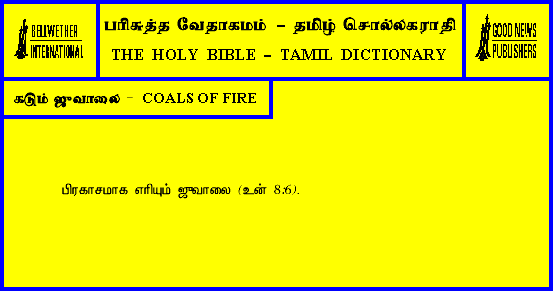 BELLWETHER
INTERNATIONAL
பரிசுத்த வேதாகமம் - தமிழ் சொல்லகராதி
THE HOLY BIBLE - TAMIL DICTIONARY
GOOD NEWS
PUBLISHERS
கடும் ஜுவாலை - COALS OF FIRE
பிரகாசமாக எரியும் ஜுவாலை (உன் 8:6).